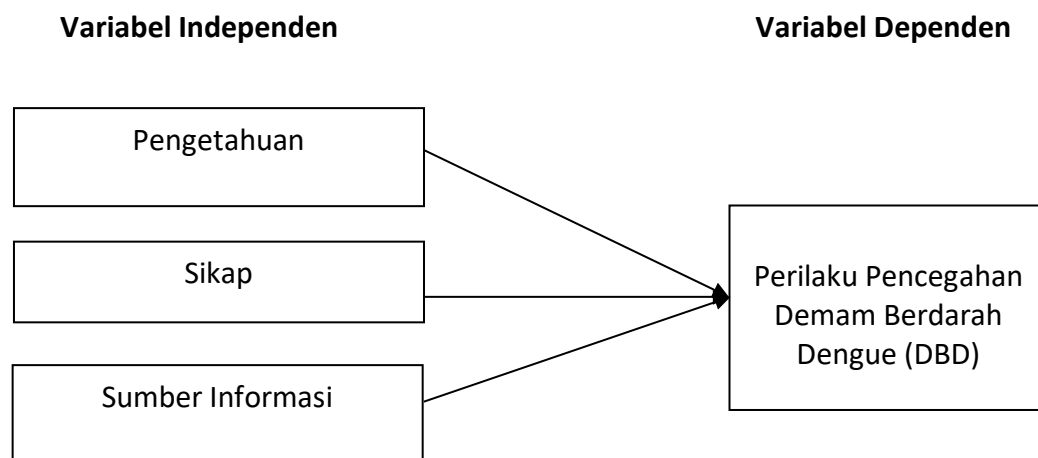 Variabel Independen
Variabel Dependen
Pengetahuan
Sikap
Sumber Informasi
Perilaku Pencegahan
Demam Berdarah
Dengue (DBD)